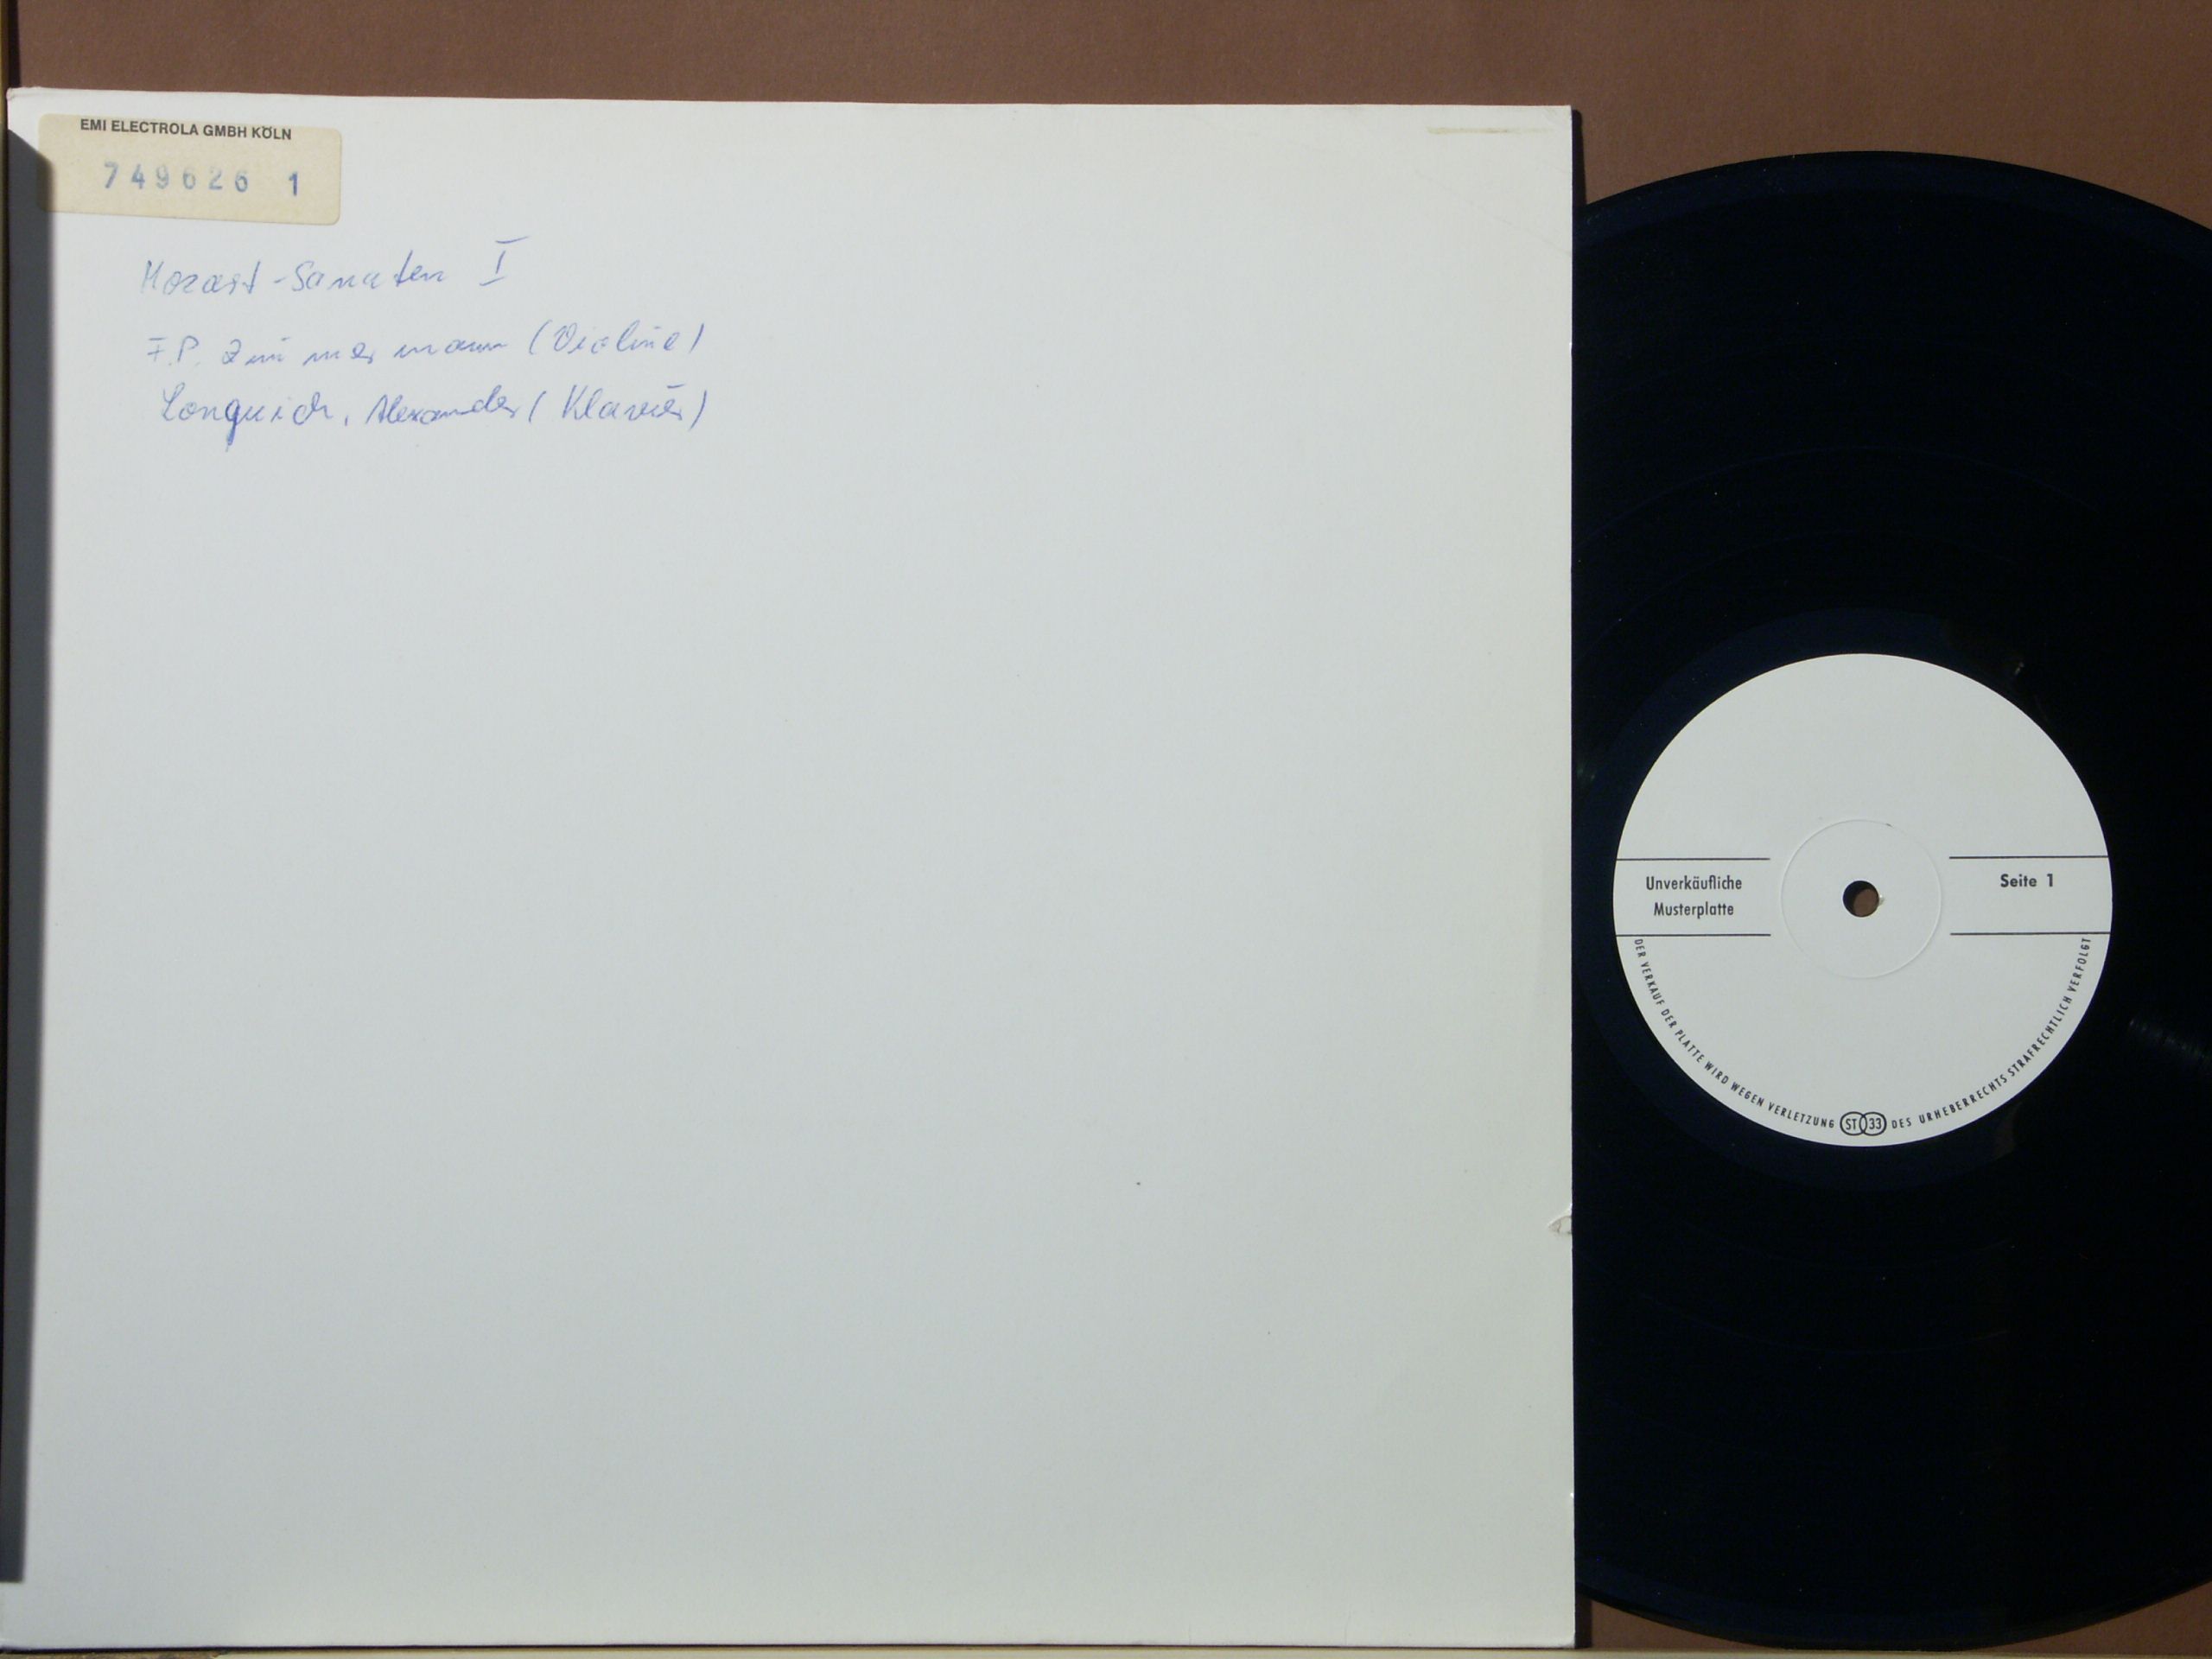 EMI ELECTROLA GMBH KÖLN
749626 1
Mozart-Sonaten I
F.P. Zimmermann (Violine)
Lonquich, Alexander (Klavier)
Unverkäufliche
Musterplatte
Seite 1
DER VERKAUF DER PLATTE WIRD WEGEN VERLETZUNG ST 33 DES URHEBERRECHTS STRAFRECHTLICH VERFOLGT